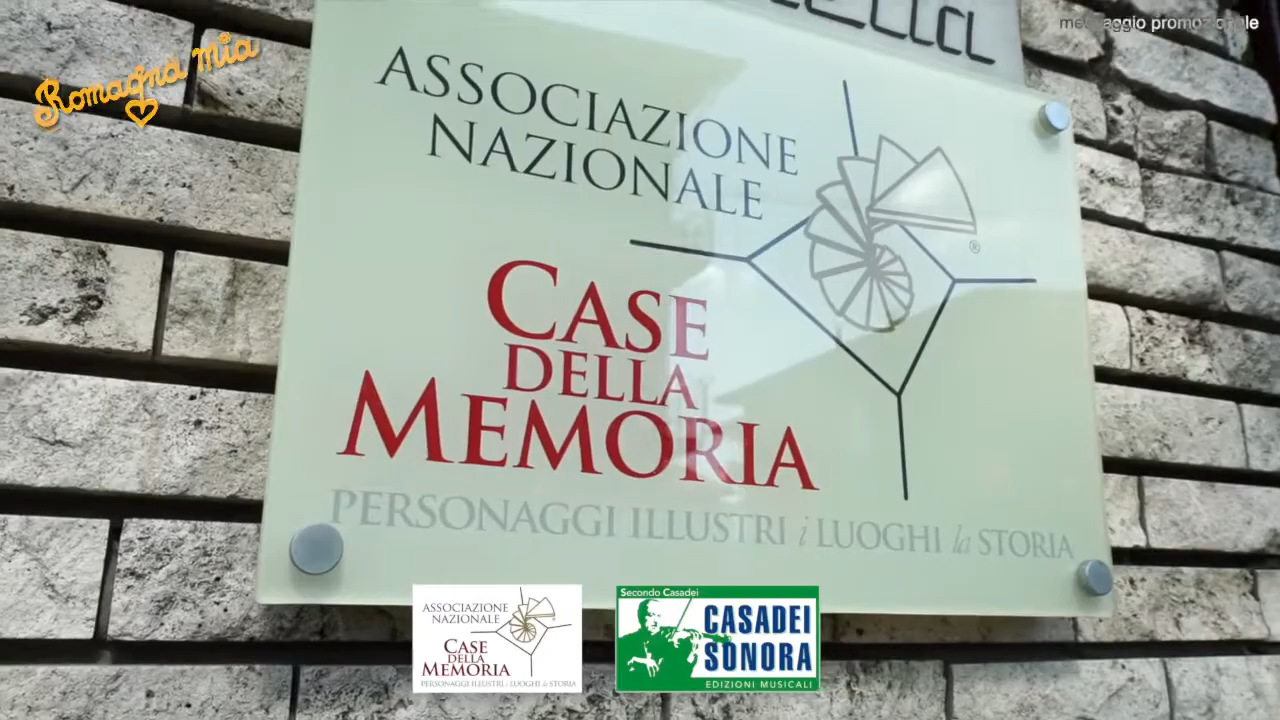 messaggio promozionale
Romagna mia
ASSOCIAZIONE
NAZIONALE
®
CASE
DELLA
MEMORIA
PERSONAGGI ILLUSTRI i LUOGHI la STORIA
ASSOCIAZIONE
NAZIONALE
CASE
DELLA
MEMORIA
PERSONAGGI ILLUSTRI i LUOGHI la STORIA
Secondo Casadei
CASADEI
SONORA
EDIZIONI MUSICALI